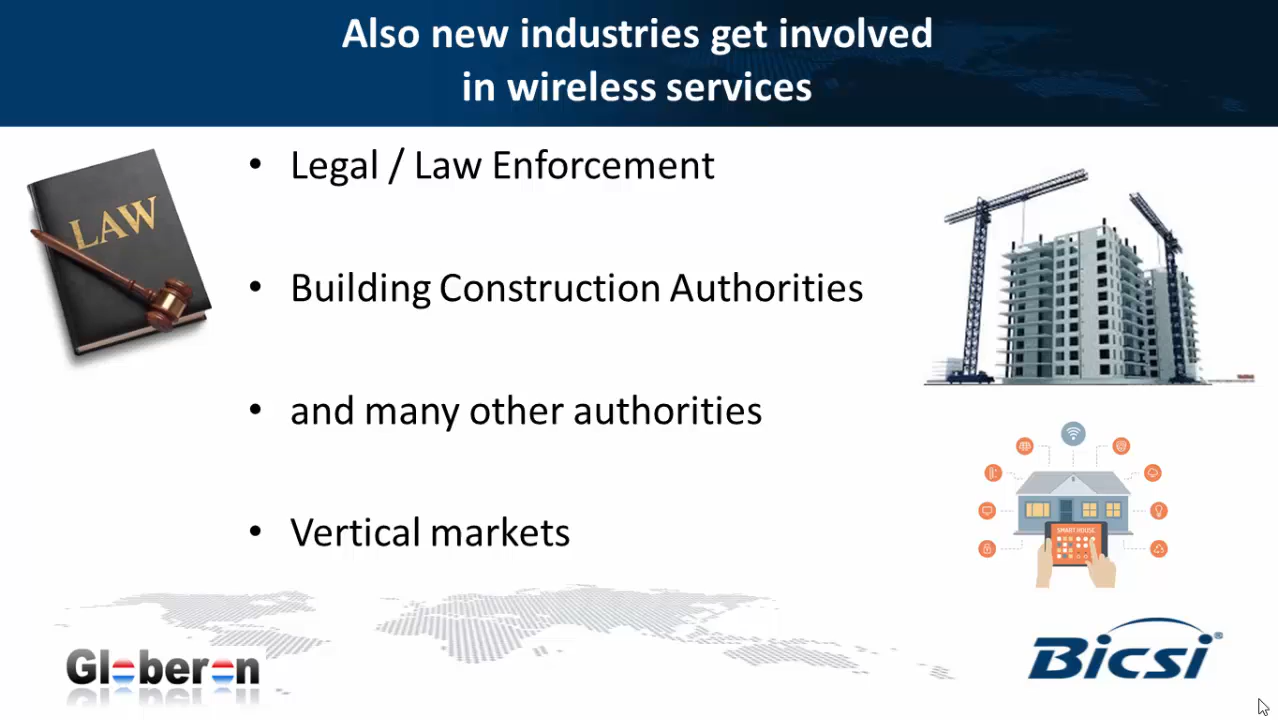 Also new industries get involved
in wireless services
LAW
• Legal / Law Enforcement
• Building Construction Authorities
• and many other authorities
• Vertical markets
SMART HOUSE
Globeron
Bicsi®